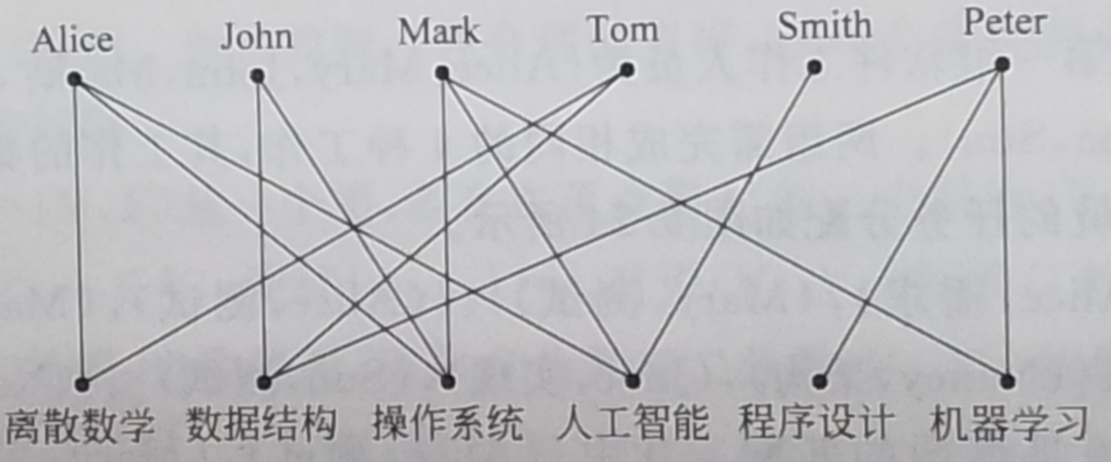 Alice John Mark Tom Smith Peter
离散数学 数据结构 操作系统 人工智能 程序设计 机器学习